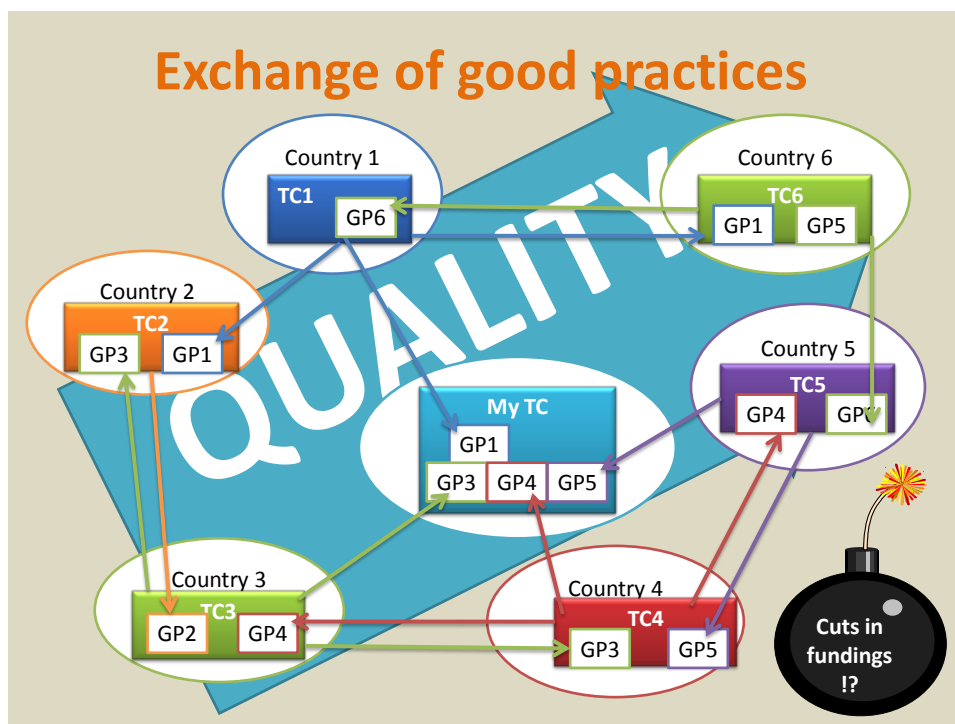 Exchange of good practices
QUALITY
Country 1
TC1
GP6
Country 6
TC6
GP1 GP5
Country 2
TC2
GP3 GP1
Country 5
TC5
GP4 GP6
My TC
GP1
GP3 GP4 GP5
Country 3
TC3
GP2 GP4
Country 4
TC4
GP3 GP5
Cuts in
fundings
!?